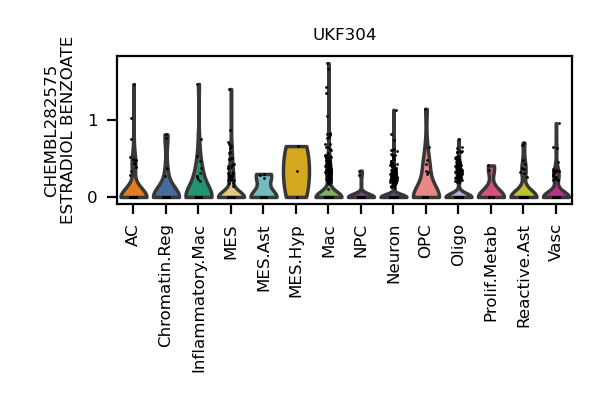 UKF304
CHEMBL282575
ESTRADIOL BENZOATE
1
0
AC
Chromatin.Reg
Inflammatory.Mac
MES
MES.Ast
MES.Hyp
Mac
NPC
Neuron
OPC
Oligo
Prolif.Metab
Reactive.Ast
Vasc